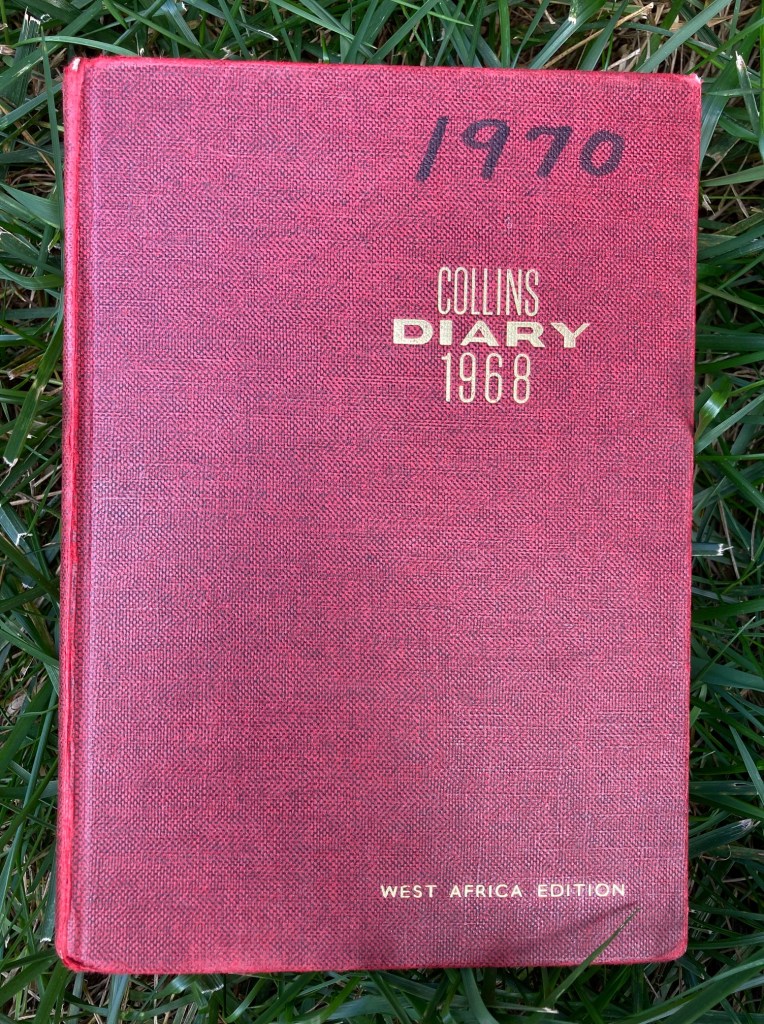 1970
COLLINS
DIARY
1968
WEST AFRICA EDITION